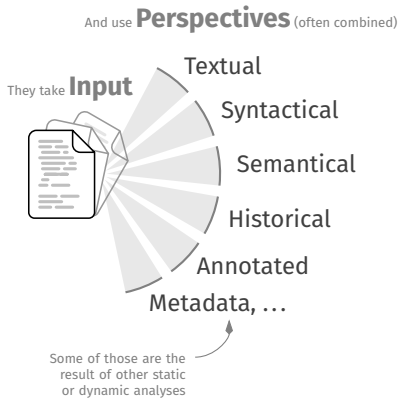 And use Perspectives (often combined)
They take Input
Textual
Syntactical
Semantical
Historical
Annotated
Metadata, …
Some of those are the
result of other static
or dynamic analyses